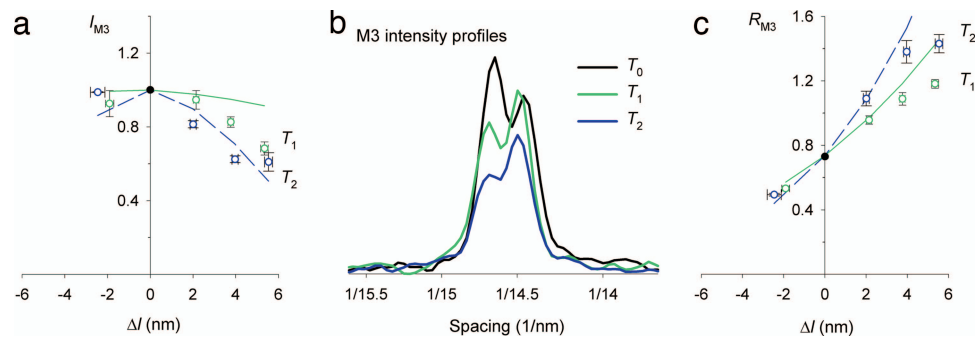 a
I M3
1.2
0.8
0.4
T1
T2
-6 -4 -2 0 2 4 6
Δl (nm)
b
M3 intensity profiles
T0
T1
T2
1/15.5 1/15 1/14.5 1/14
Spacing (1/nm)
c
R M3
1.6
1.2
0.8
0.4
T2
T1
-6 -4 -2 0 2 4 6
Δl (nm)